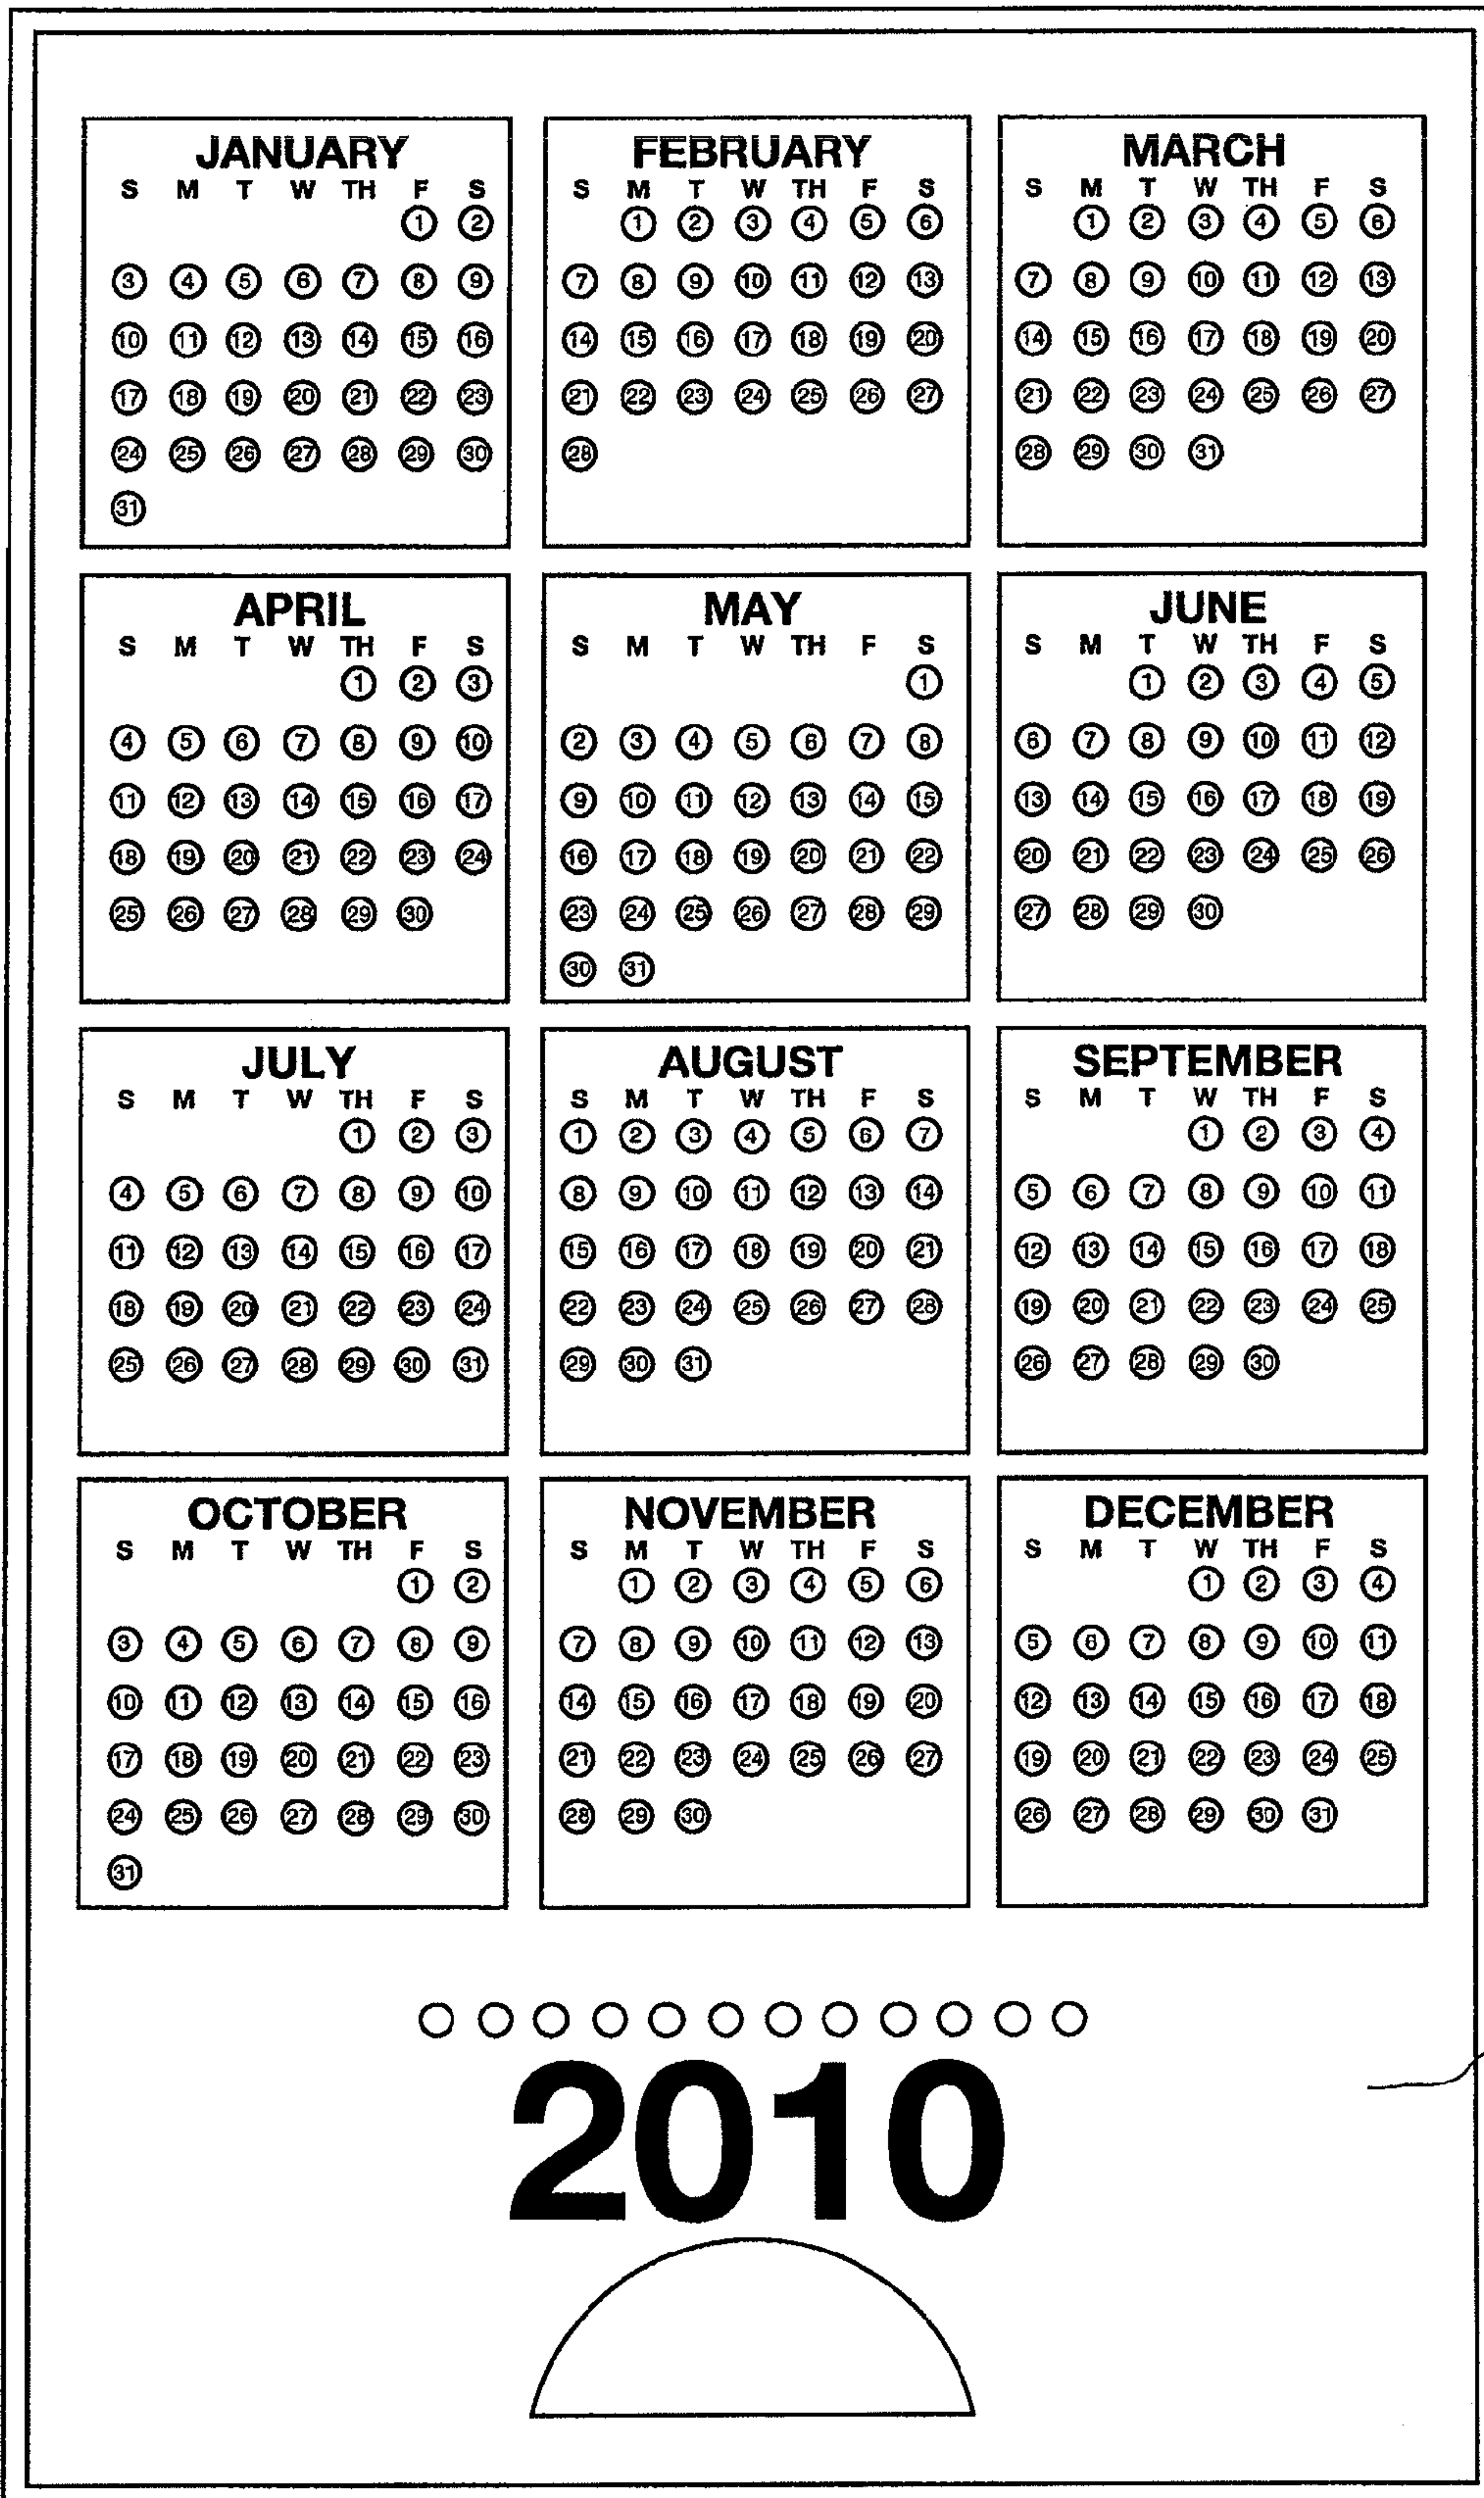 JANUARY
S M T W TH F S
1 2
3 4 5 6 7 8 9
10 11 12 13 14 15 16
17 18 19 20 21 22 23
24 25 26 27 28 29 30
31
FEBRUARY
S M T W TH F S
1 2 3 4 5 6
7 8 9 10 11 12 13
14 15 16 17 18 19 20
21 22 23 24 25 26 27
28
MARCH
S M T W TH F S
1 2 3 4 5 6
7 8 9 10 11 12 13
14 15 16 17 18 19 20
21 22 23 24 25 26 27
28 29 30 31
APRIL
S M T W TH F S
1 2 3
4 5 6 7 8 9 10
11 12 13 14 15 16 17
18 19 20 21 22 23 24
25 26 27 28 29 30
MAY
S M T W TH F S
1
2 3 4 5 6 7 8
9 10 11 12 13 14 15
16 17 18 19 20 21 22
23 24 25 26 27 28 29
30 31
JUNE
S M T W TH F S
1 2 3 4 5
6 7 8 9 10 11 12
13 14 15 16 17 18 19
20 21 22 23 24 25 26
27 28 29 30
JULY
S M T W TH F S
1 2 3
4 5 6 7 8 9 10
11 12 13 14 15 16 17
18 19 20 21 22 23 24
25 26 27 28 29 30 31
AUGUST
S M T W TH F S
1 2 3 4 5 6 7
8 9 10 11 12 13 14
15 16 17 18 19 20 21
22 23 24 25 26 27 28
29 30 31
SEPTEMBER
S M T W TH F S
1 2 3 4
5 6 7 8 9 10 11
12 13 14 15 16 17 18
19 20 21 22 23 24 25
26 27 28 29 30
OCTOBER
S M T W TH F S
1 2
3 4 5 6 7 8 9
10 11 12 13 14 15 16
17 18 19 20 21 22 23
24 25 26 27 28 29 30
31
NOVEMBER
S M T W TH F S
1 2 3 4 5 6
7 8 9 10 11 12 13
14 15 16 17 18 19 20
21 22 23 24 25 26 27
28 29 30
DECEMBER
S M T W TH F S
1 2 3 4
5 6 7 8 9 10 11
12 13 14 15 16 17 18
19 20 21 22 23 24 25
26 27 28 29 30 31
2010